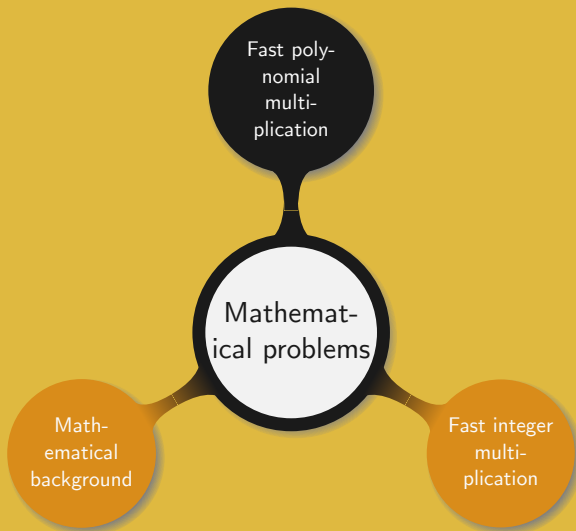 Fast poly-
nomial
multi-
plication
Mathemat-
ical problems
Math-
ematical
background
Fast integer
multi-
plication